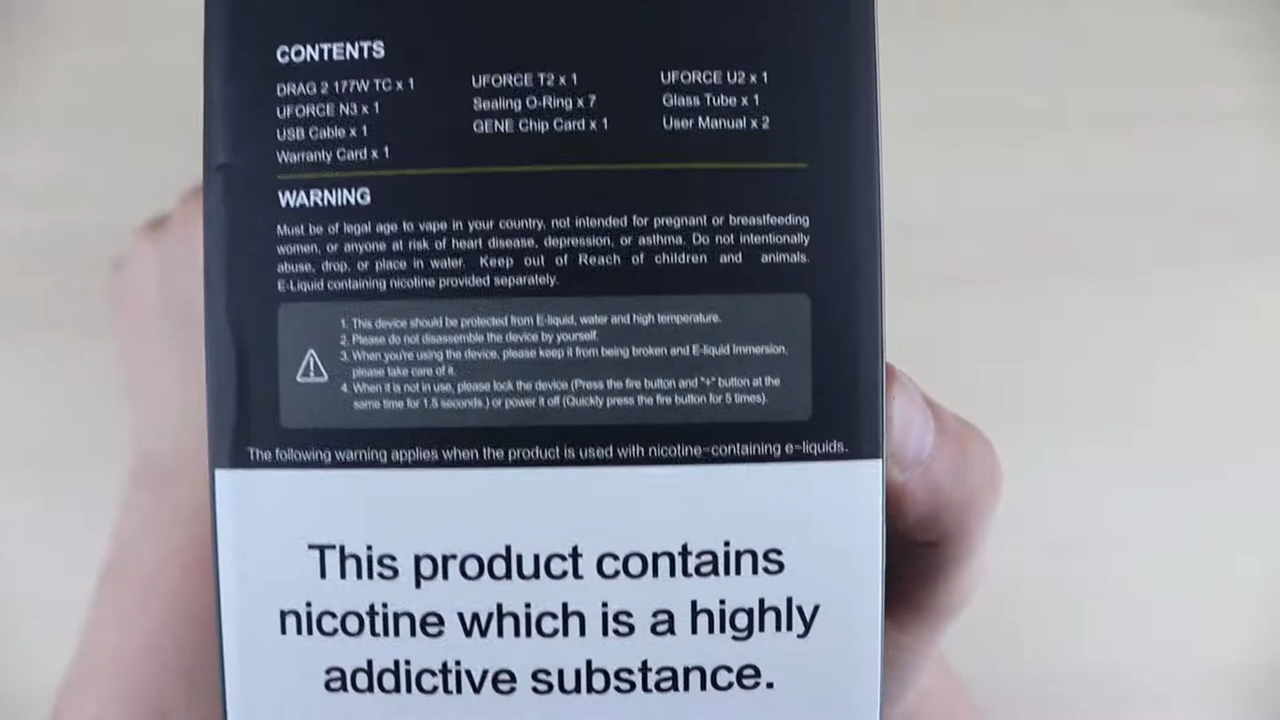 CONTENTS
DRAG 2 177W TC x 1
UFORCE T2 x 1
UFORCE U2 x 1
UFORCE N3 x 1
Sealing O-Ring x 7
Glass Tube x 1
USB Cable x 1
GENE Chip Card x 1
User Manual x 2
Warranty Card x 1
WARNING
Must be of legal age to vape in your country, not intended for pregnant or breastfeeding
women, or anyone at risk of heart disease, depression, or asthma. Do not intentionally
abuse, drop, or place in water. Keep out of Reach of children and animals.
E-Liquid containing nicotine provided separately.
1. This device should be protected from E-liquid, water and high temperature.
2. Please do not disassemble the device by yourself.
3. When you're using the device, please keep it from being broken and E-liquid Immersion,
please take care of it.
4. When it is not in use, please lock the device (Press the fire button and "+" button at the
same time for 1.5 seconds.) or power it off (Quickly press the fire button for 5 times).
The following warning applies when the product is used with nicotine-containing e-liquids.
This product contains
nicotine which is a highly
addictive substance.